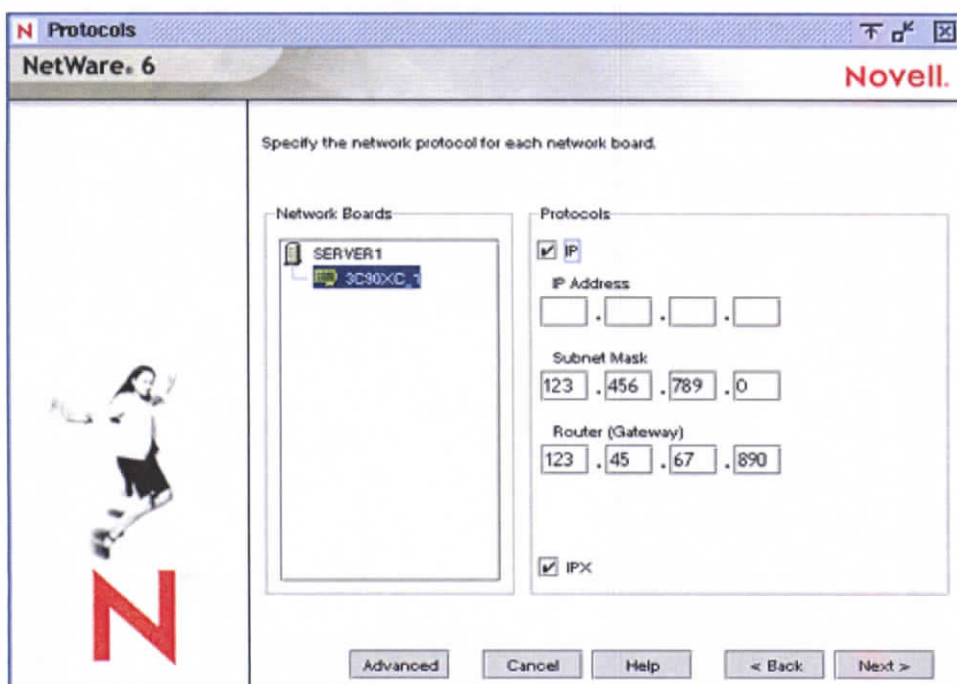 N Protocols
NetWare. 6
Novell.
Specify the network protocol for each network board.
Network Boards
SERVER1
3C90XC_1
Protocols
IP
IP Address
. . .
Subnet Mask
123 . 456 . 789 . 0
Router (Gateway)
123 . 45 . 67 . 890
IPX
N
Advanced
Cancel
Help
< Back
Next >